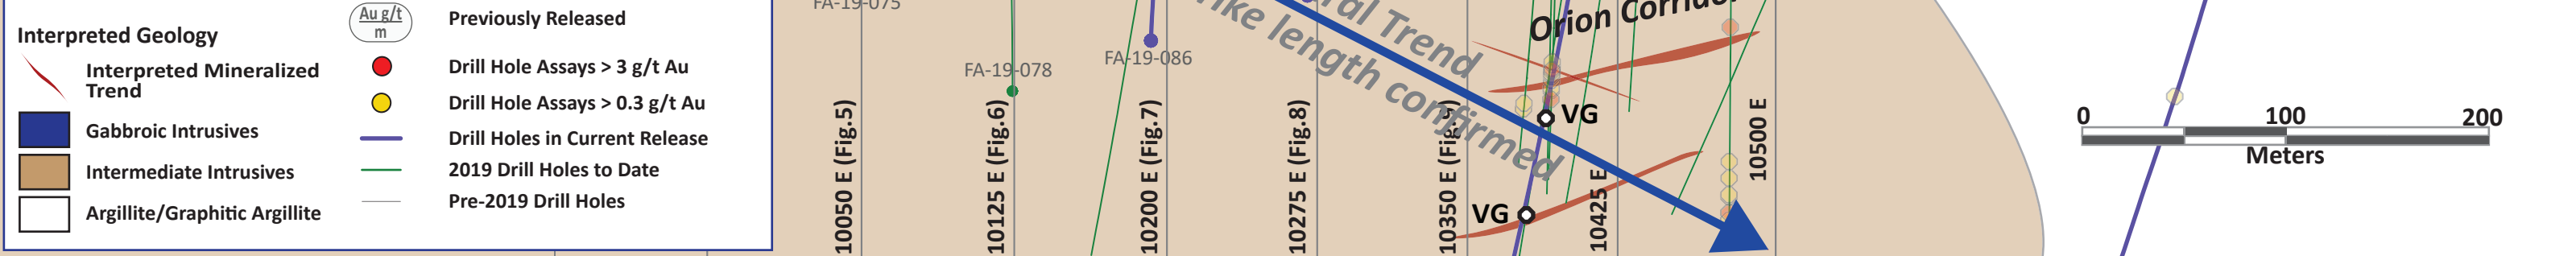 Interpreted Geology
Interpreted Mineralized
Trend
Gabbroic Intrusives
Intermediate Intrusives
Argillite/Graphitic Argillite
Au g/t
m
Previously Released
Drill Hole Assays > 3 g/t Au
Drill Hole Assays > 0.3 g/t Au
Drill Holes in Current Release
2019 Drill Holes to Date
Pre-2019 Drill Holes
FA-19-075
FA-19-078
FA-19-086
10050 E (Fig.5)
10125 E (Fig.6)
10200 E (Fig.7)
10275 E (Fig.8)
10350 E
10425 E
10500 E
Trend
length confirmed
Orion Corridor
VG
VG
0 100 200
Meters